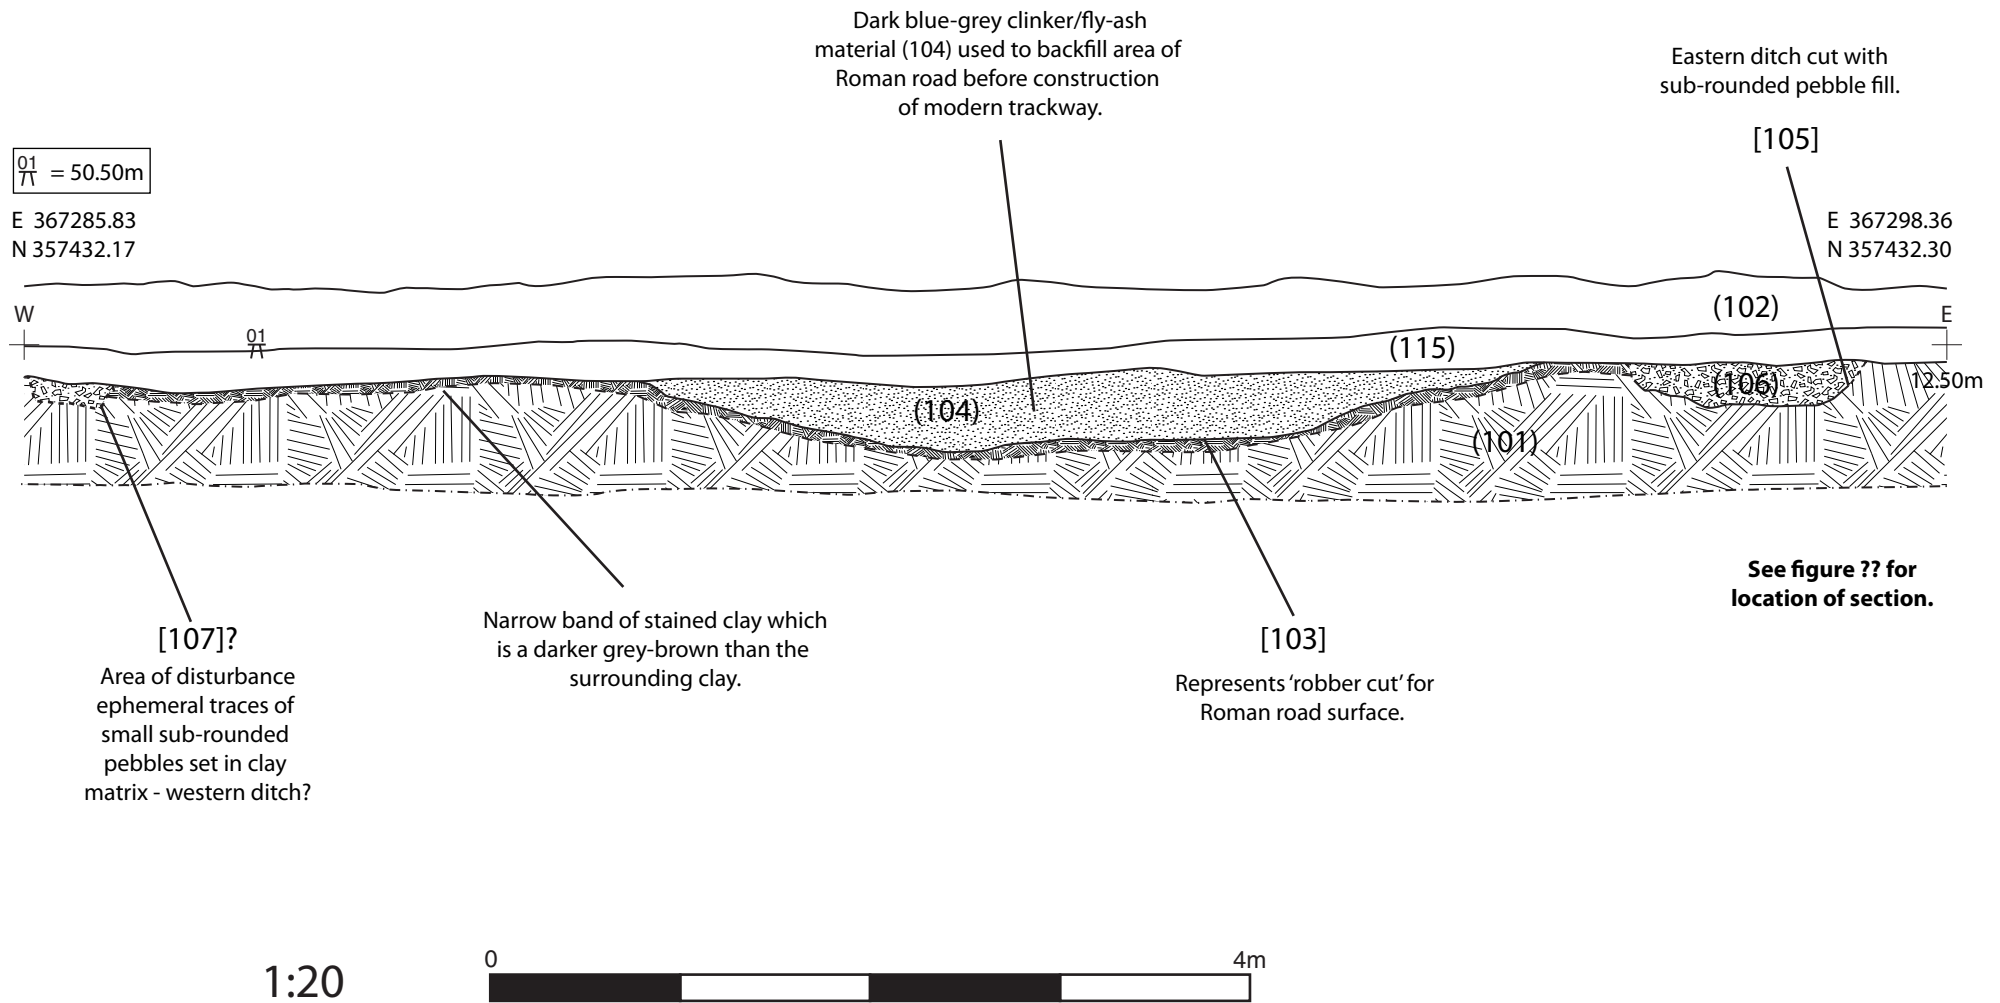 Dark blue-grey clinker/fly-ash
material (104) used to backfill area of
Roman road before construction
of modern trackway.
Eastern ditch cut with
sub-rounded pebble fill.
[105]
01 = 50.50m
E 367285.83
N 357432.17
E 367298.36
N 357432.30
W
E
01
(102)
(115)
12.50m
(106)
(104)
(101)
See figure ?? for
location of section.
[107]?
Area of disturbance
ephemeral traces of
small sub-rounded
pebbles set in clay
matrix - western ditch?
Narrow band of stained clay which
is a darker grey-brown than the
surrounding clay.
[103]
Represents ‘robber cut’ for
Roman road surface.
1:20
0
4m